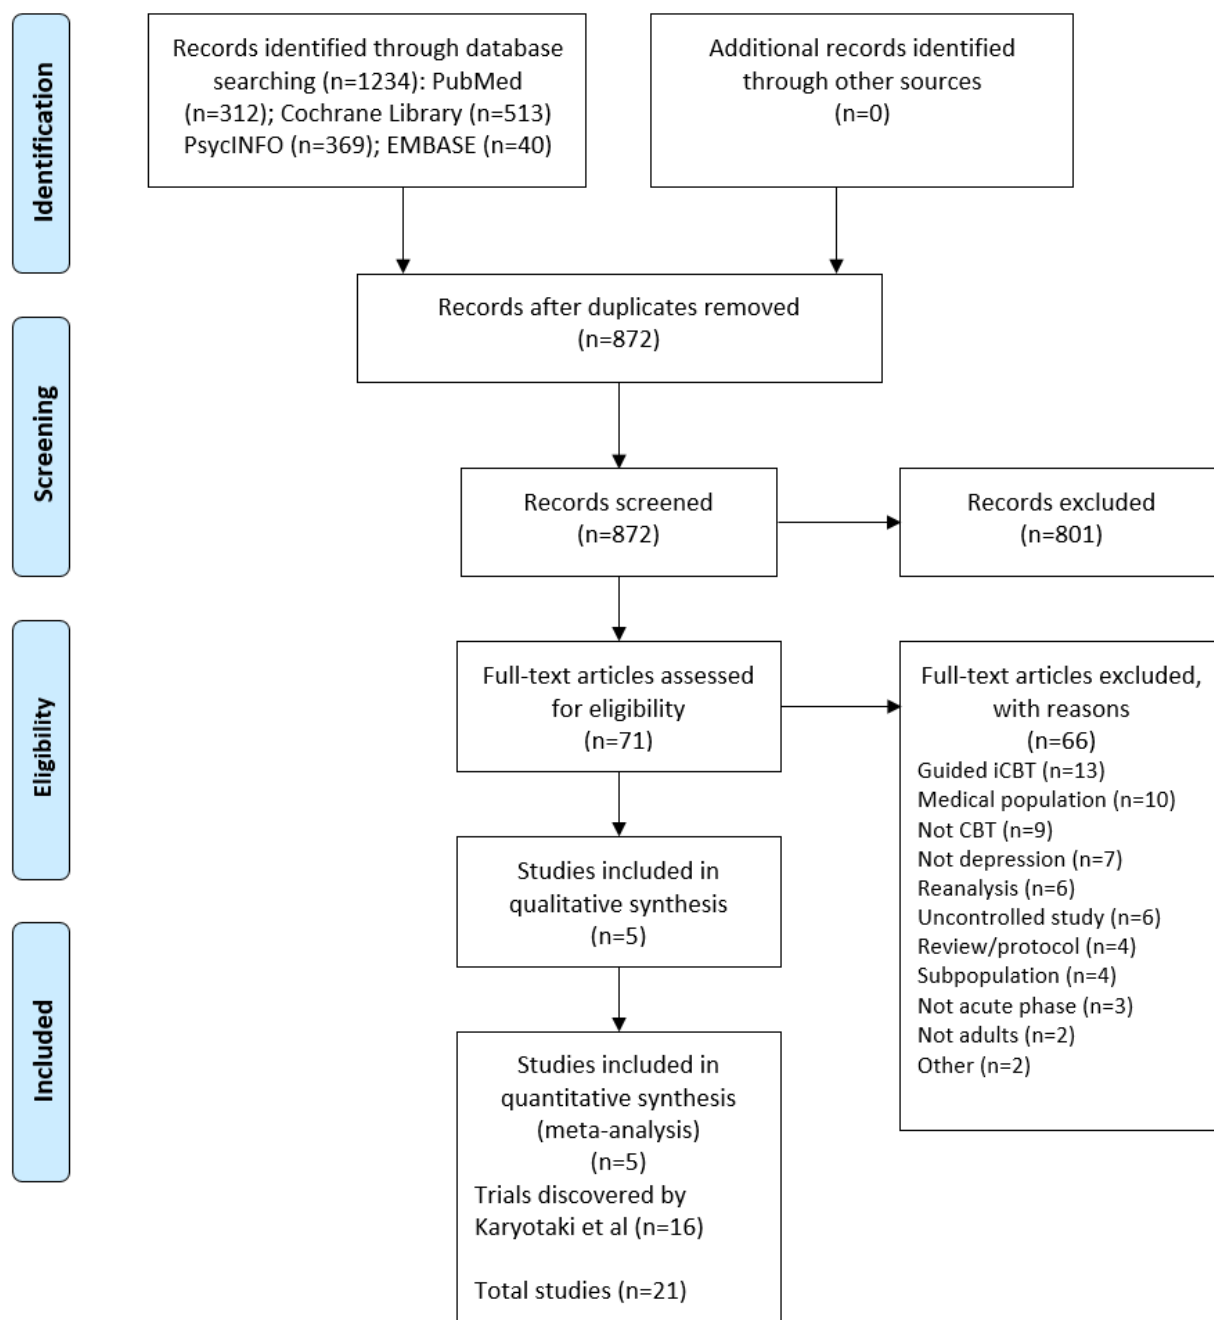 Identification
Records identified through database
searching (n=1234): PubMed
(n=312); Cochrane Library (n=513)
PsycINFO (n=369); EMBASE (n=40)
Additional records identified
through other sources
(n=0)
Records after duplicates removed
(n=872)
Screening
Records screened
(n=872)
Records excluded
(n=801)
Eligibility
Full-text articles assessed
for eligibility
(n=71)
Full-text articles excluded,
with reasons
(n=66)
Guided iCBT (n=13)
Medical population (n=10)
Not CBT (n=9)
Not depression (n=7)
Reanalysis (n=6)
Uncontrolled study (n=6)
Review/protocol (n=4)
Subpopulation (n=4)
Not acute phase (n=3)
Not adults (n=2)
Other (n=2)
Studies included in
qualitative synthesis
(n=5)
Included
Studies included in
quantitative synthesis
(meta-analysis)
(n=5)
Trials discovered by
Karyotaki et al (n=16)
Total studies (n=21)